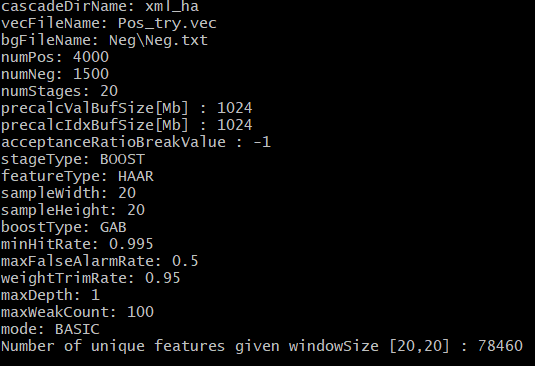 cascadeDirName: xml_ha
vecFileName: Pos_try.vec
bgFileName: Neg\Neg.txt
numPos: 4000
numNeg: 1500
numStages: 20
precalcValBufSize[Mb] : 1024
precalcIdxBufSize[Mb] : 1024
acceptanceRatioBreakValue : -1
stageType: BOOST
featureType: HAAR
sampleWidth: 20
sampleHeight: 20
boostType: GAB
minHitRate: 0.995
maxFalseAlarmRate: 0.5
weightTrimRate: 0.95
maxDepth: 1
maxWeakCount: 100
mode: BASIC
Number of unique features given windowSize [20,20] : 78460